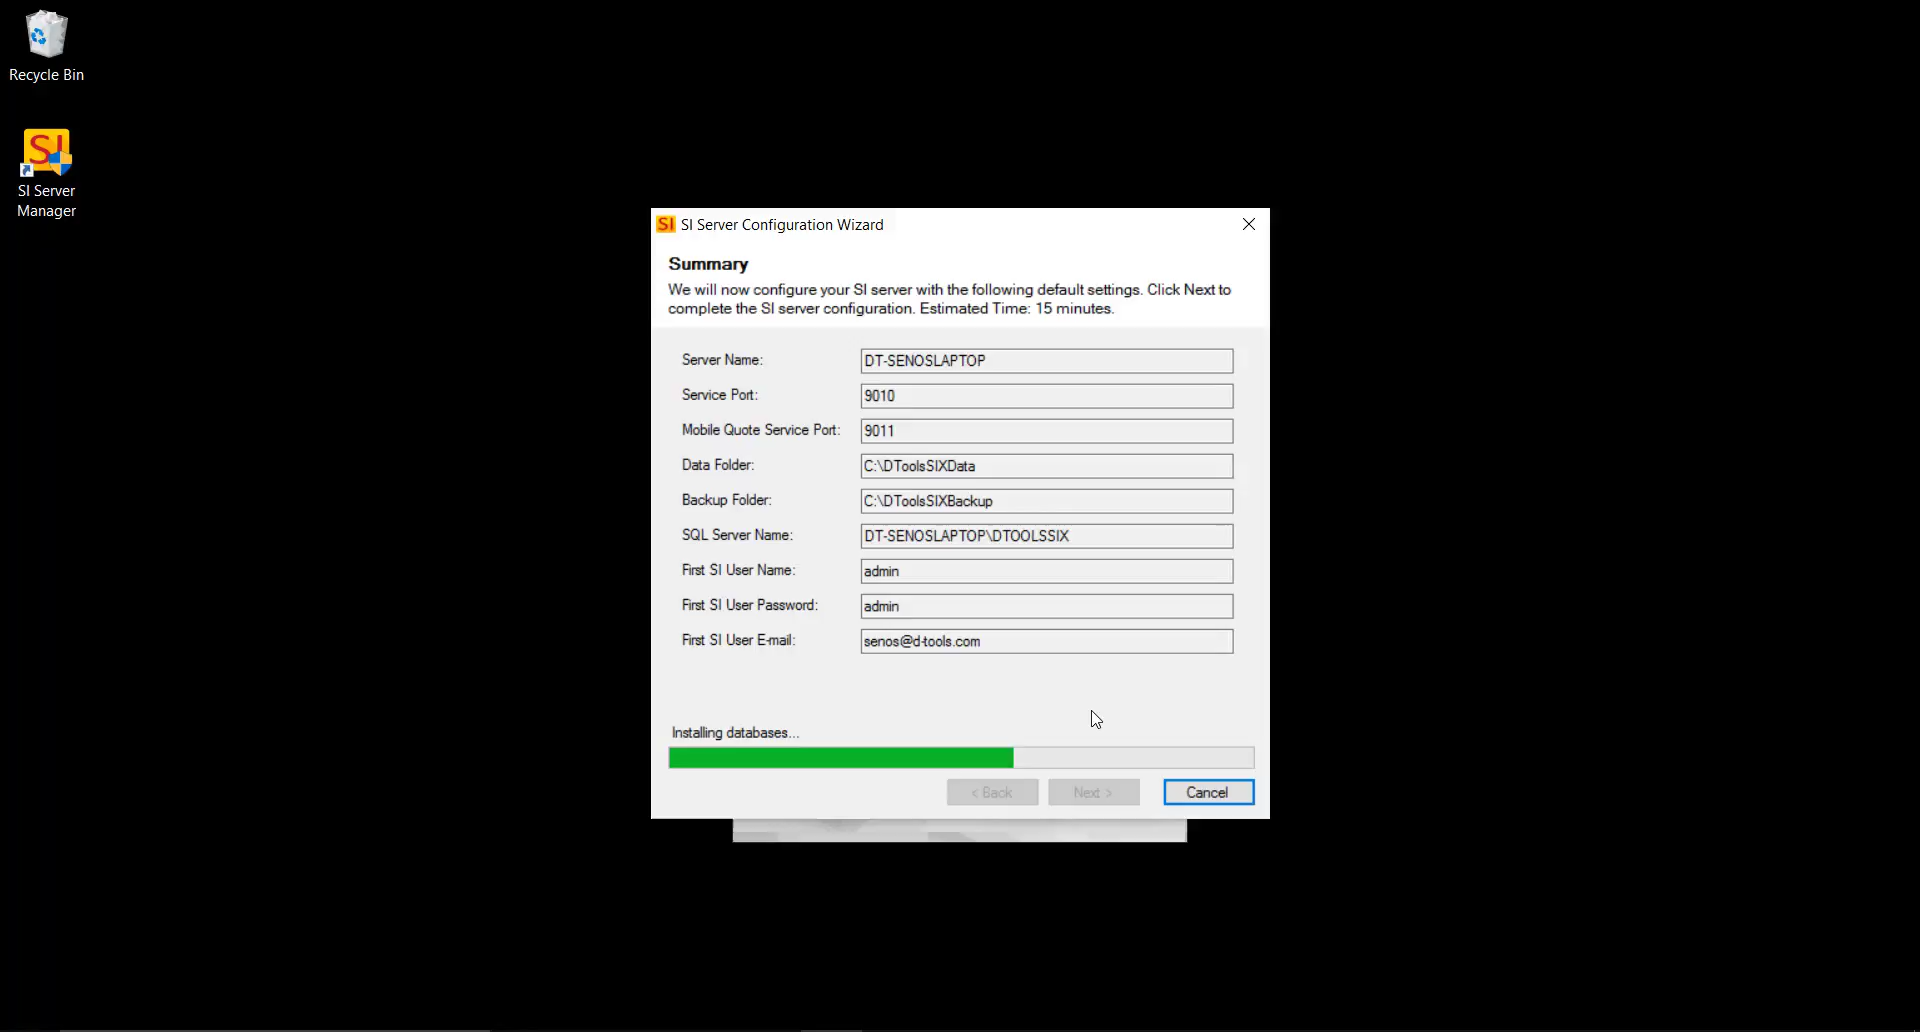 Recycle Bin
SI
SI Server
Manager
SI SI Server Configuration Wizard
Summary
We will now configure your SI server with the following default settings. Click Next to
complete the SI server configuration. Estimated Time: 15 minutes.
Server Name: DT-SENOSLAPTOP
Service Port: 9010
Mobile Quote Service Port: 9011
Data Folder: C:\DToolsSIXData
Backup Folder: C:\DToolsSIXBackup
SQL Server Name: DT-SENOSLAPTOP\DTOOLSSIX
First SI User Name: admin
First SI User Password: admin
First SI User E-mail: senos@d-tools.com
Installing databases...
< Back Next > Cancel